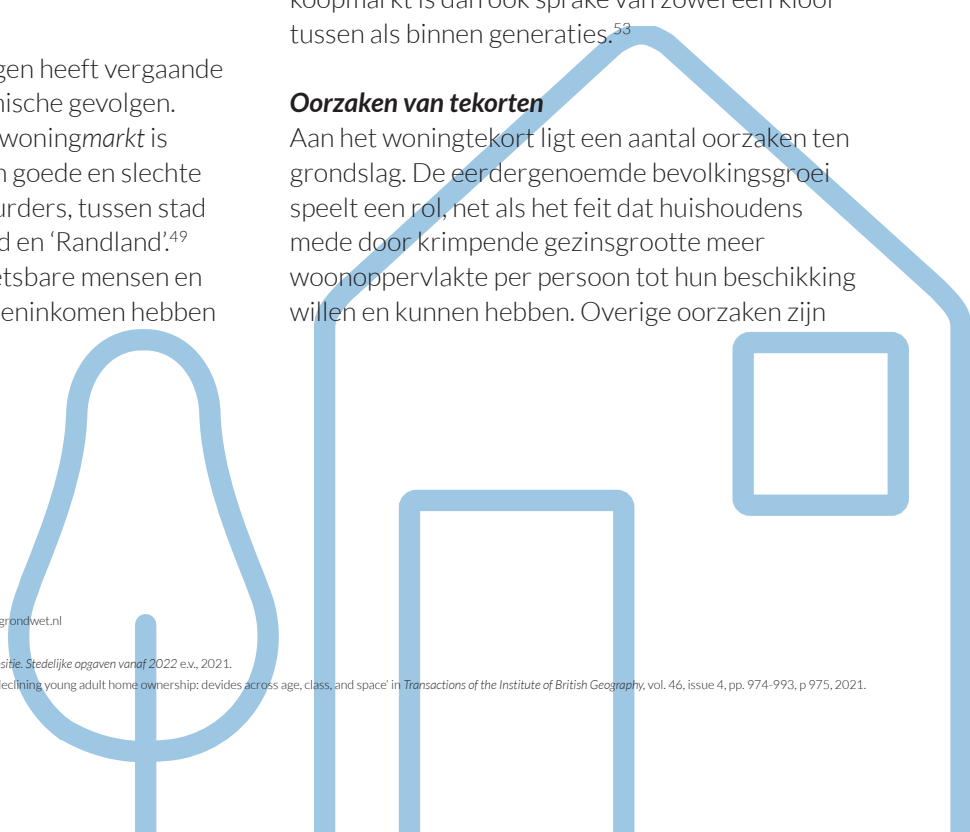 gen heeft vergaande
nische gevolgen.
woningmarkt is
n goede en slechte
urders, tussen stad
d en ‘Randland’.49
etsbare mensen en
eninkomen hebben
koopmarkt is dan ook sprake van zowel een kloof
tussen als binnen generaties.53
Oorzaken van tekorten
Aan het woningtekort ligt een aantal oorzaken ten
grondslag. De eerdergenoemde bevolkingsgroei
speelt een rol, net als het feit dat huishoudens
mede door krimpende gezinsgrootte meer
woonoppervlakte per persoon tot hun beschikking
willen en kunnen hebben. Overige oorzaken zijn
grondwet.nl
sitie. Stedelijke opgaven vanaf 2022 e.v., 2021.
declining young adult home ownership: devides across age, class, and space’ in Transactions of the Institute of British Geography, vol. 46, issue 4, pp. 974-993, p 975, 2021.